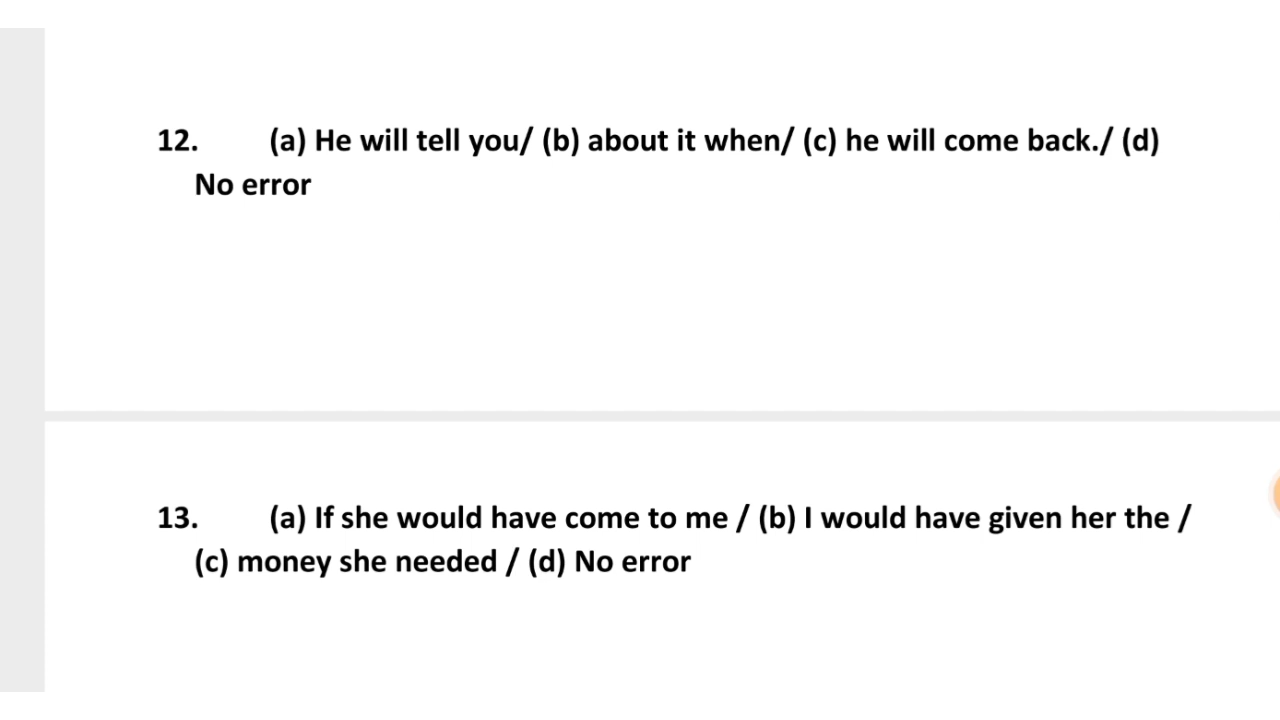 12. (a) He will tell you/ (b) about it when/ (c) he will come back./ (d)
No error
13. (a) If she would have come to me / (b) I would have given her the /
(c) money she needed / (d) No error